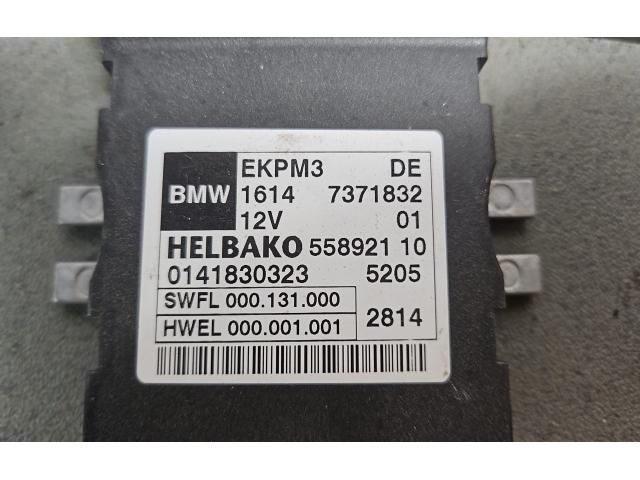 EKPM3 DE
BMW 1614 7371832
12V 01
HELBAKO 558921 10
0141830323 5205
SWFL 000.131.000
HWEL 000.001.001 2814